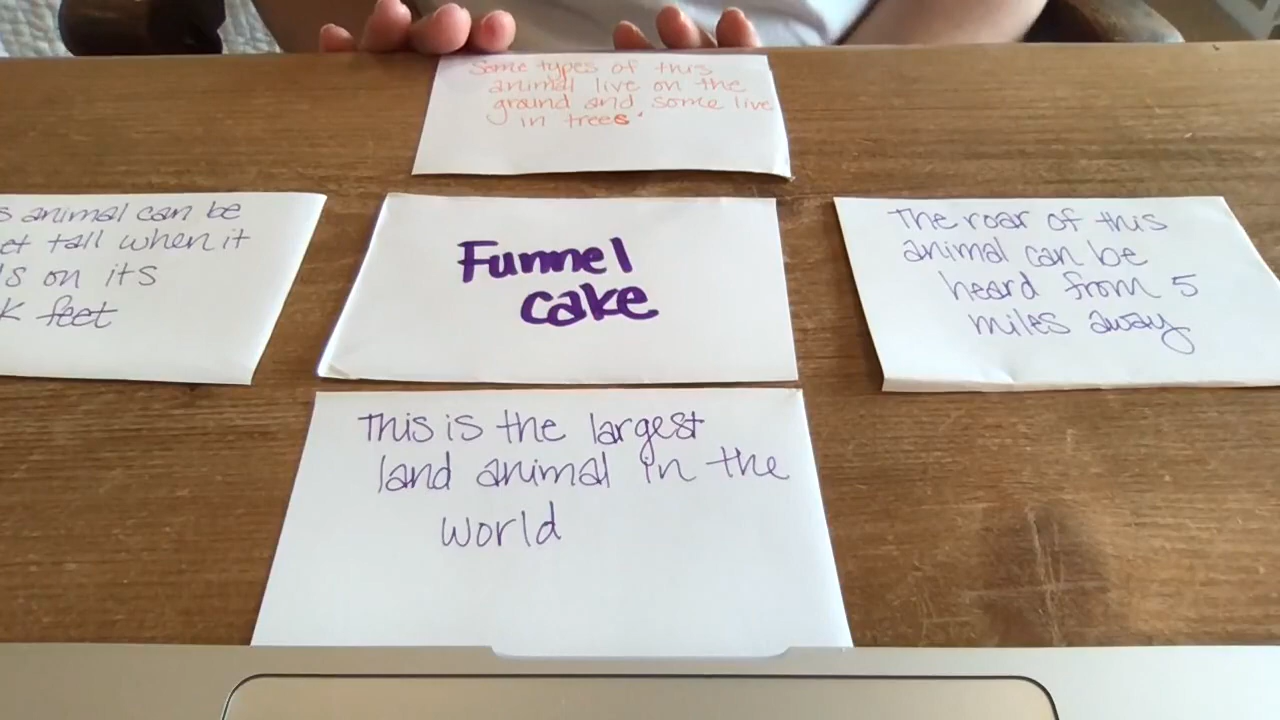 Some types of this
animal live on the
ground and some live
in trees.
animal can be
tall when it
on its
feet
Funnel
cake
The roar of this
animal can be
heard from 5
miles away
This is the largest
land animal in the
world